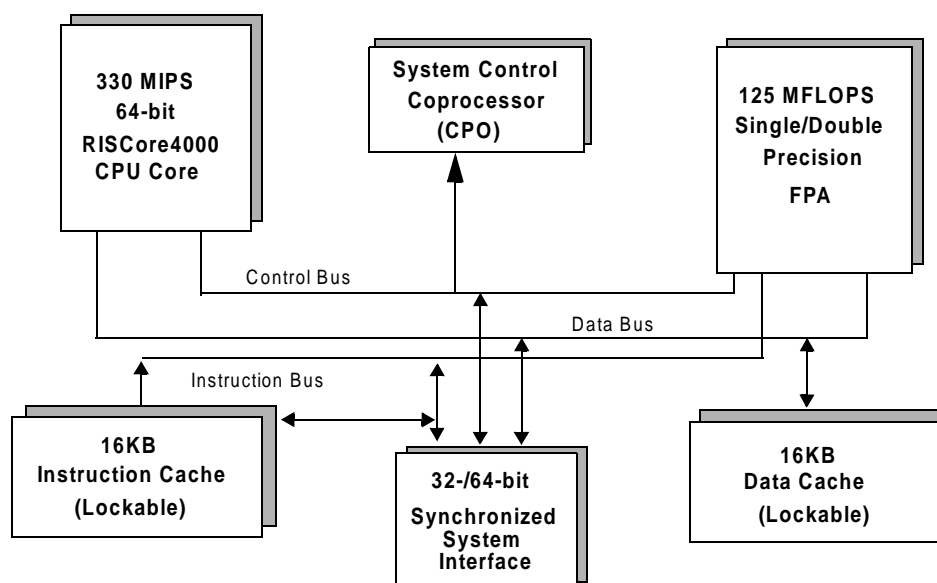 330 MIPS
64-bit
RISCore4000
CPU Core
System Control
Coprocessor
(CPO)
125 MFLOPS
Single/Double
Precision
FPA
Control Bus
Data Bus
Instruction Bus
16KB
Instruction Cache
(Lockable)
32-/64-bit
Synchronized
System
Interface
16KB
Data Cache
(Lockable)